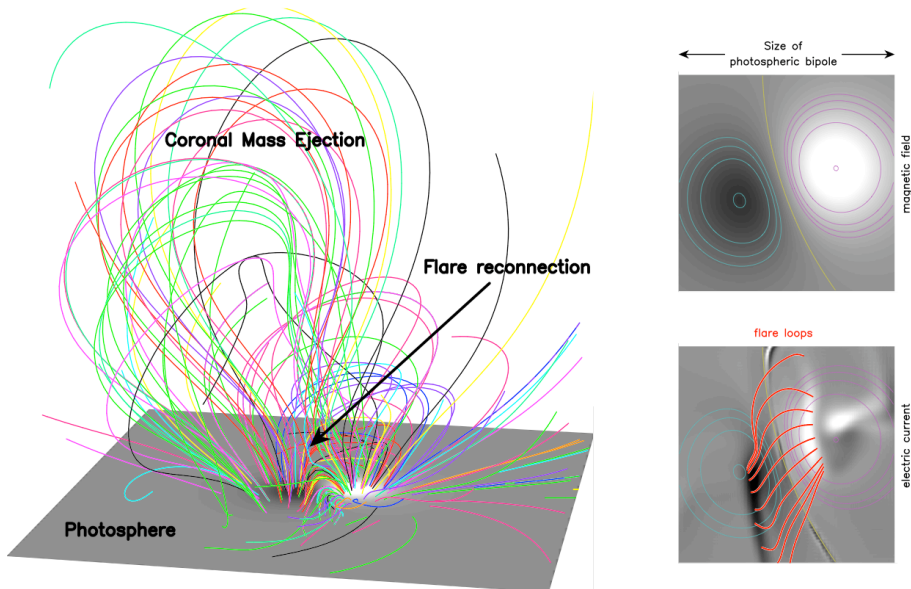 Coronal Mass Ejection
Flare reconnection
Photosphere
Size of
photospheric bipole
magnetic field
flare loops
electric current